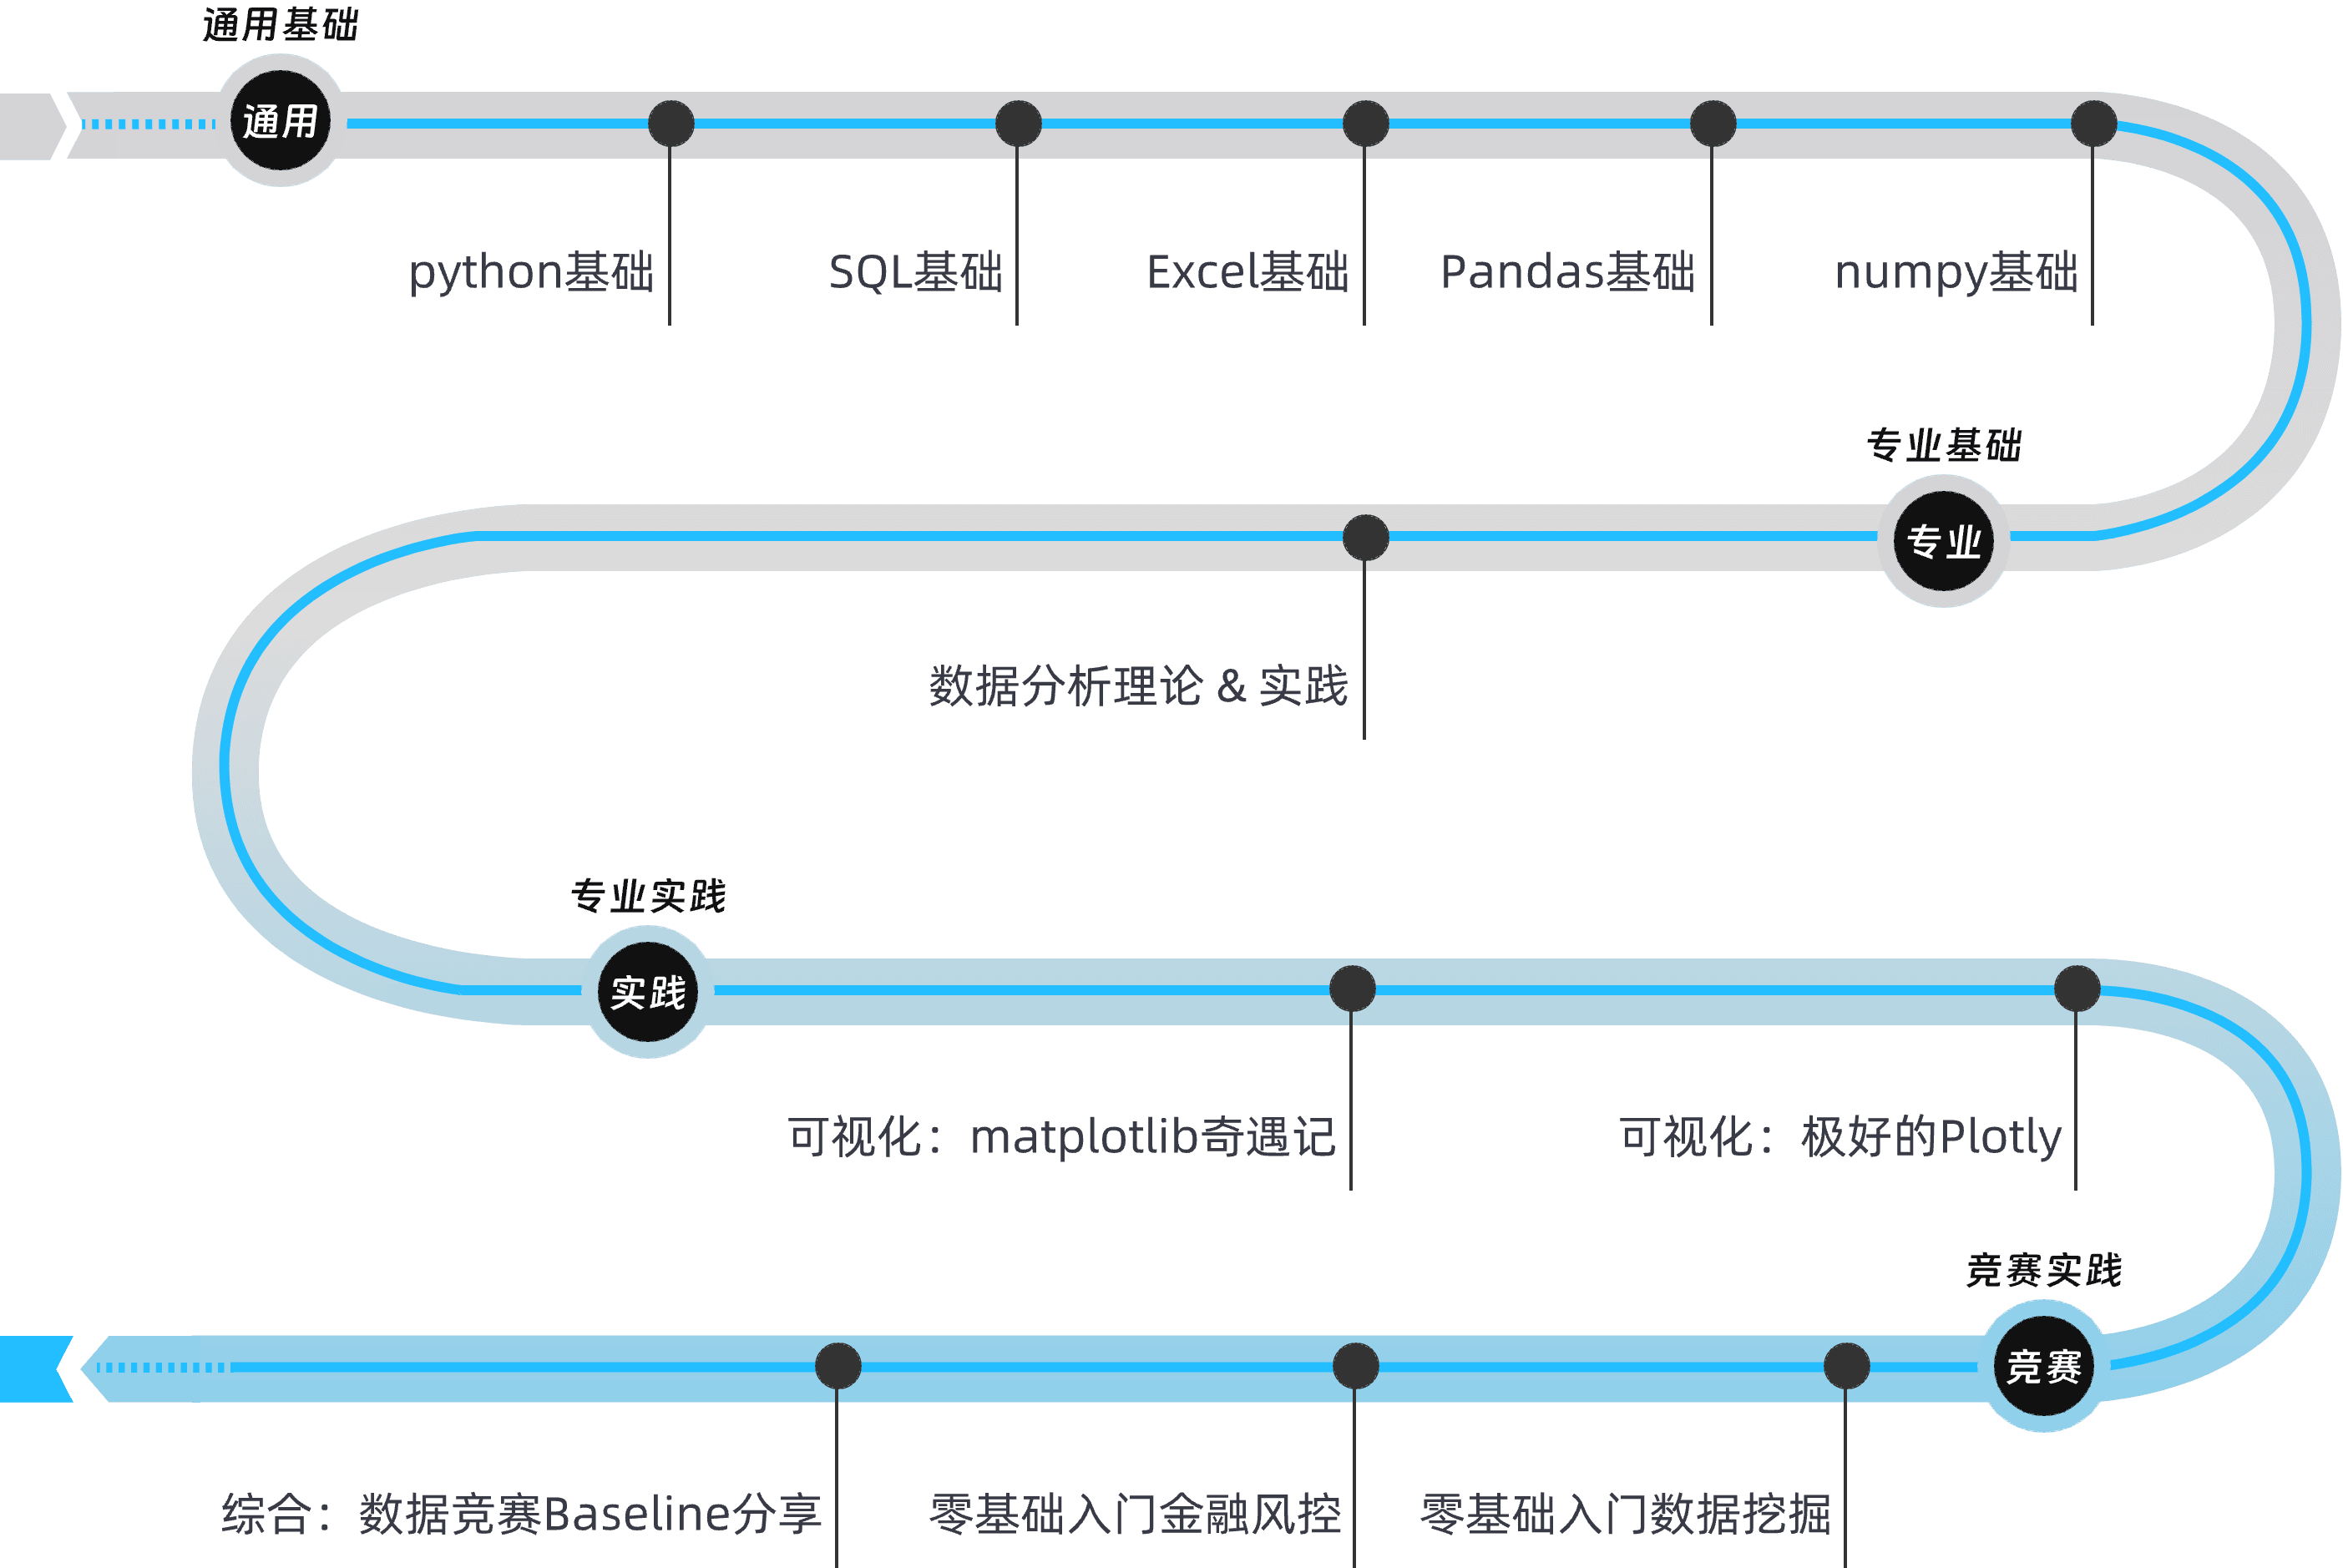 通用基础
通用
python基础
SQL基础
Excel基础
Pandas基础
numpy基础
专业基础
专业
数据分析理论 & 实践
专业实践
实践
可视化：matplotlib奇遇记
可视化：极好的Plotly
竞赛实践
竞赛
零基础入门数据挖掘
零基础入门金融风控
综合：数据竞赛Baseline分享